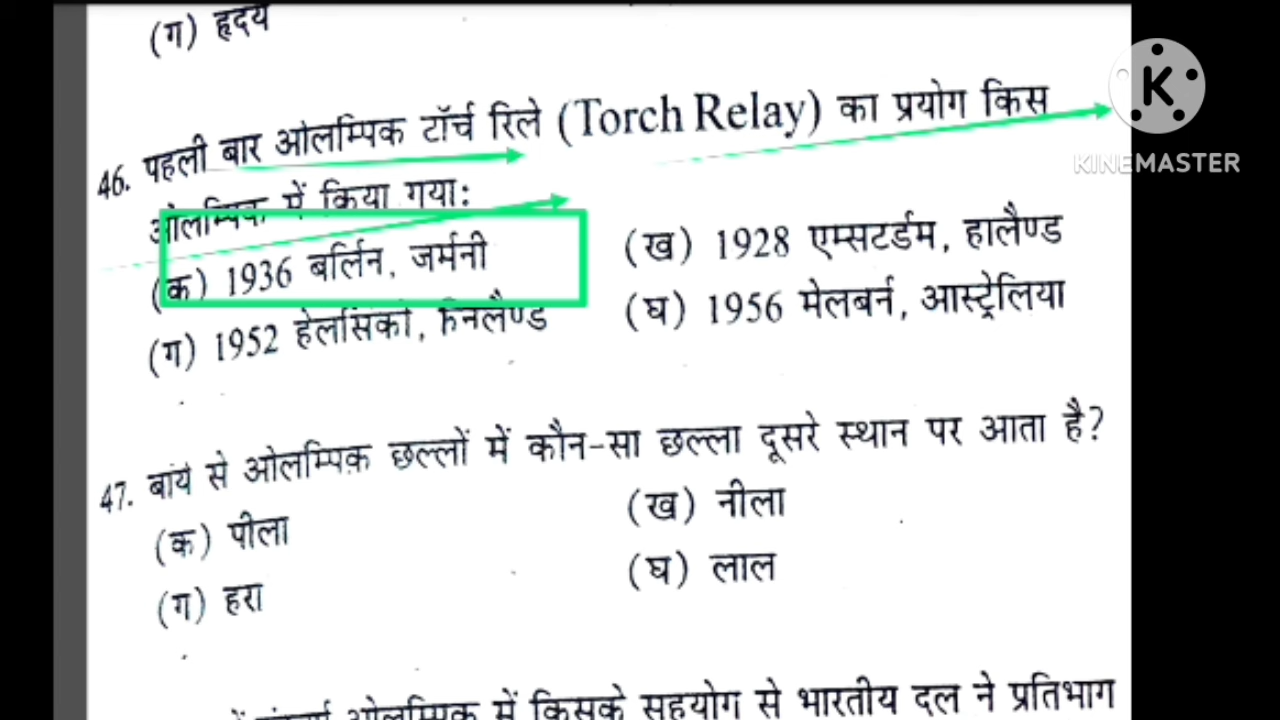 (ग) हृदय
46. पहली बार ओलम्पिक टॉर्च रिले (Torch Relay) का प्रयोग किस
ओलम्पिक में किया गया:
(क) 1936 बर्लिन, जर्मनी (ख) 1928 एम्सटर्डम, हालैण्ड
(ग) 1952 हेलसिंकी, फिनलैण्ड (घ) 1956 मेलबर्न, आस्ट्रेलिया
47. बायें से ओलम्पिक़ छल्लों में कौन-सा छल्ला दूसरे स्थान पर आता है?
(क) पीला (ख) नीला
(ग) हरा (घ) लाल
ओलम्पिक में किसके सहयोग से भारतीय दल ने प्रतिभाग
K
KINEMASTER